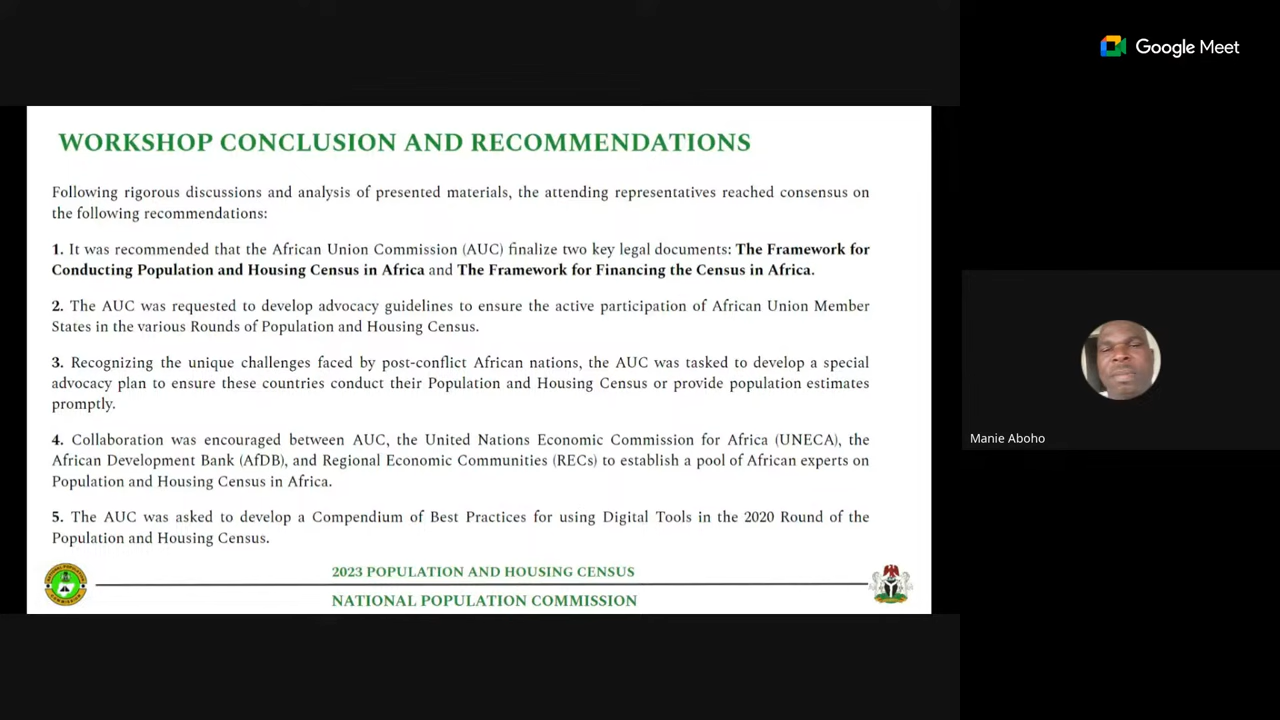 Google Meet
WORKSHOP CONCLUSION AND RECOMMENDATIONS
Following rigorous discussions and analysis of presented materials, the attending representatives reached consensus on
the following recommendations:
1. It was recommended that the African Union Commission (AUC) finalize two key legal documents: The Framework for
Conducting Population and Housing Census in Africa and The Framework for Financing the Census in Africa.
2. The AUC was requested to develop advocacy guidelines to ensure the active participation of African Union Member
States in the various Rounds of Population and Housing Census.
3. Recognizing the unique challenges faced by post-conflict African nations, the AUC was tasked to develop a special
advocacy plan to ensure these countries conduct their Population and Housing Census or provide population estimates
promptly.
4. Collaboration was encouraged between AUC, the United Nations Economic Commission for Africa (UNECA), the
African Development Bank (AfDB), and Regional Economic Communities (RECs) to establish a pool of African experts on
Population and Housing Census in Africa.
5. The AUC was asked to develop a Compendium of Best Practices for using Digital Tools in the 2020 Round of the
Population and Housing Census.
2023 POPULATION AND HOUSING CENSUS
NATIONAL POPULATION COMMISSION
Manie Aboho